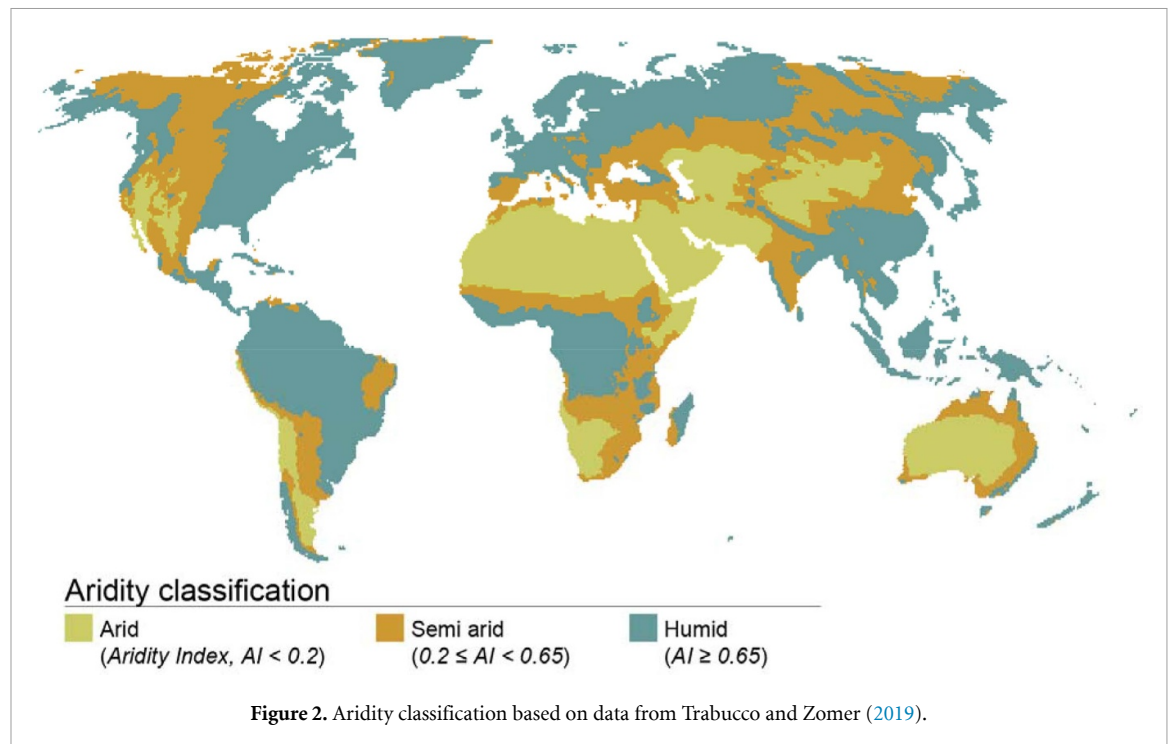 Aridity classification
Arid
(Aridity Index, AI < 0.2)
Semi arid
(0.2 ≤ AI < 0.65)
Humid
(AI ≥ 0.65)
Figure 2. Aridity classification based on data from Trabucco and Zomer (2019).